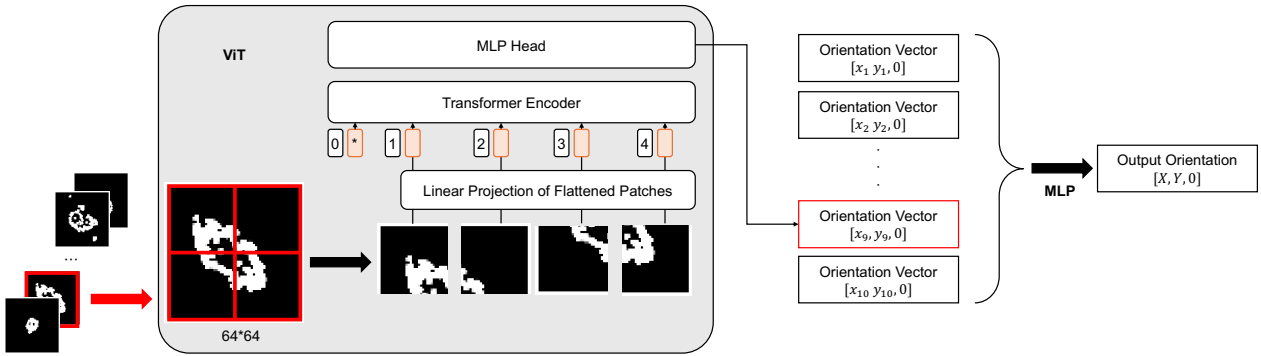 ViT
MLP Head
Transformer Encoder
0 * 1 2 3 4
Linear Projection of Flattened Patches
...
64*64
Orientation Vector
[x₁ y₁, 0]
Orientation Vector
[x₂ y₂, 0]
.
.
.
Orientation Vector
[x₉, y₉, 0]
Orientation Vector
[x₁₀ y₁₀, 0]
MLP
Output Orientation
[X, Y, 0]